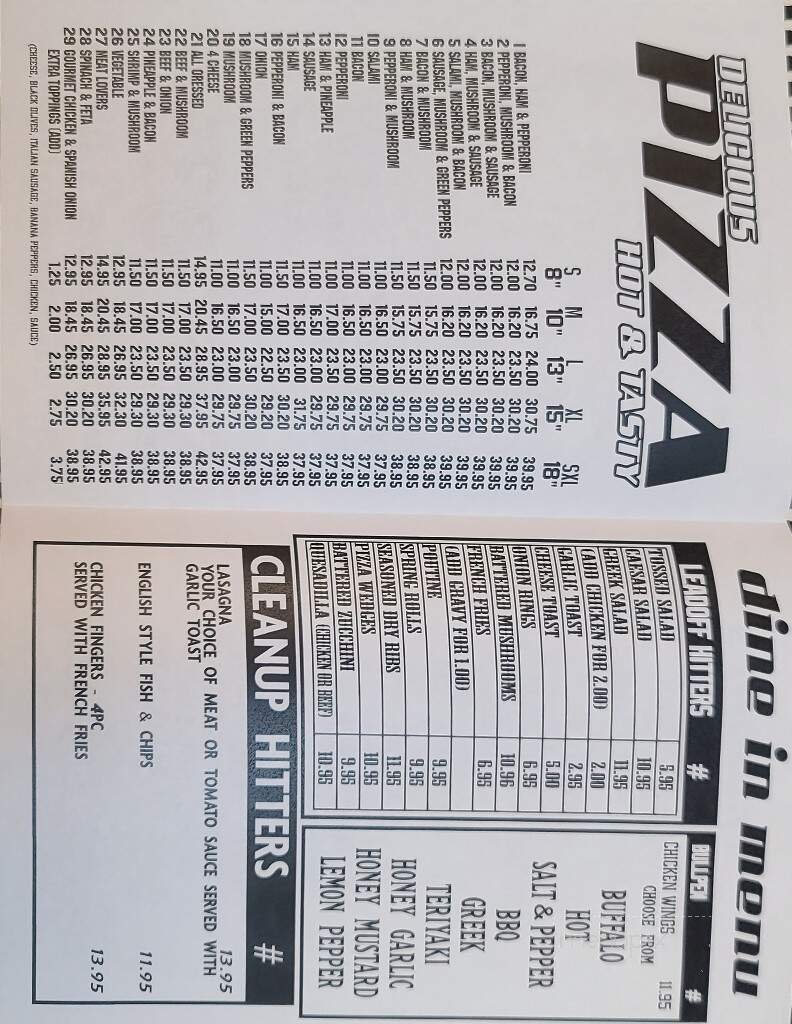 DELICIOUS
PIZZA
HOT & TASTY
S M L XL SXL
8" 10" 13" 15" 18"
1 BACON, HAM & PEPPERONI 12.70 16.75 24.00 30.75 39.95
2 PEPPERONI, MUSHROOM & BACON 12.00 16.20 23.50 30.20 39.95
3 BACON, MUSHROOM & SAUSAGE 12.00 16.20 23.50 30.20 39.95
4 HAM, MUSHROOM & SAUSAGE 12.00 16.20 23.50 30.20 39.95
5 SALAMI, MUSHROOM & BACON 12.00 16.20 23.50 30.20 39.95
6 SAUSAGE, MUSHROOM & GREEN PEPPERS 12.00 16.20 23.50 30.20 39.95
7 BACON & MUSHROOM 11.50 15.75 23.50 30.20 38.95
8 HAM & MUSHROOM 11.50 15.75 23.50 30.20 39.95
9 PEPPERONI & MUSHROOM 11.50 15.75 23.50 30.20 38.95
10 SALAMI 11.00 16.50 23.00 29.75 37.95
11 BACON 11.00 16.50 23.00 29.75 37.95
12 PEPPERONI 11.00 16.50 23.00 29.75 37.95
13 HAM & PINEAPPLE 11.00 17.00 23.50 29.75 37.95
14 SAUSAGE 11.00 16.50 23.00 29.75 37.95
15 HAM 11.00 16.50 23.00 31.75 37.95
16 PEPPERONI & BACON 11.50 17.00 23.50 30.20 38.95
17 ONION 11.00 15.00 22.50 29.20 37.95
18 MUSHROOM & GREEN PEPPERS 11.50 17.00 23.50 30.20 38.95
19 MUSHROOM 11.00 16.50 23.00 29.75 37.95
20 4 CHEESE 11.00 16.50 23.00 29.75 37.95
21 ALL DRESSED 14.95 20.45 28.95 37.95 42.95
22 BEEF & MUSHROOM 11.50 17.00 23.50 29.30 38.95
23 BEEF & ONION 11.50 17.00 23.50 29.30 38.95
24 PINEAPPLE & BACON 11.50 17.00 23.50 29.30 38.95
25 SHRIMP & MUSHROOM 11.50 17.00 23.50 29.30 38.95
26 VEGETABLE 12.95 18.45 26.95 32.30 41.95
27 MEAT LOVERS 14.95 20.45 28.95 35.95 42.95
28 SPINACH & FETA 12.95 18.45 26.95 30.20 38.95
29 GOURMET CHICKEN & SPANISH ONION 12.95 18.45 26.95 30.20 38.95
EXTRA TOPPINGS (ADD) 1.25 2.00 2.50 2.75 3.75
(CHEESE, BLACK OLIVES, ITALIAN SAUSAGE, BANANA PEPPERS, CHICKEN, SAUCE)
dine in menu
LEADOFF HITTERS #
TOSSED SALAD 5.95
CAESAR SALAD 10.95
GREEK SALAD 11.95
(ADD CHICKEN FOR 2.00) 2.00
GARLIC TOAST 2.95
CHEESE TOAST 5.00
ONION RINGS 6.95
BATTERED MUSHROOMS 10.96
FRENCH FRIES 6.95
(ADD GRAVY FOR 1.00)
POUTINE 9.95
SPRING ROLLS 9.95
SEASONED DRY RIBS 11.95
PIZZA WEDGES 10.95
BATTERED ZUCCHINI 9.95
QUESADILLA (CHICKEN OR BEEF) 10.95
BULLPEN #
CHICKEN WINGS 11.95
CHOOSE FROM
BUFFALO
HOT
SALT & PEPPER
BBQ
GREEK
TERIYAKI
HONEY GARLIC
HONEY MUSTARD
LEMON PEPPER
CLEANUP HITTERS #
LASAGNA 13.95
YOUR CHOICE OF MEAT OR TOMATO SAUCE SERVED WITH
GARLIC TOAST
ENGLISH STYLE FISH & CHIPS 11.95
CHICKEN FINGERS - 4PC 13.95
SERVED WITH FRENCH FRIES